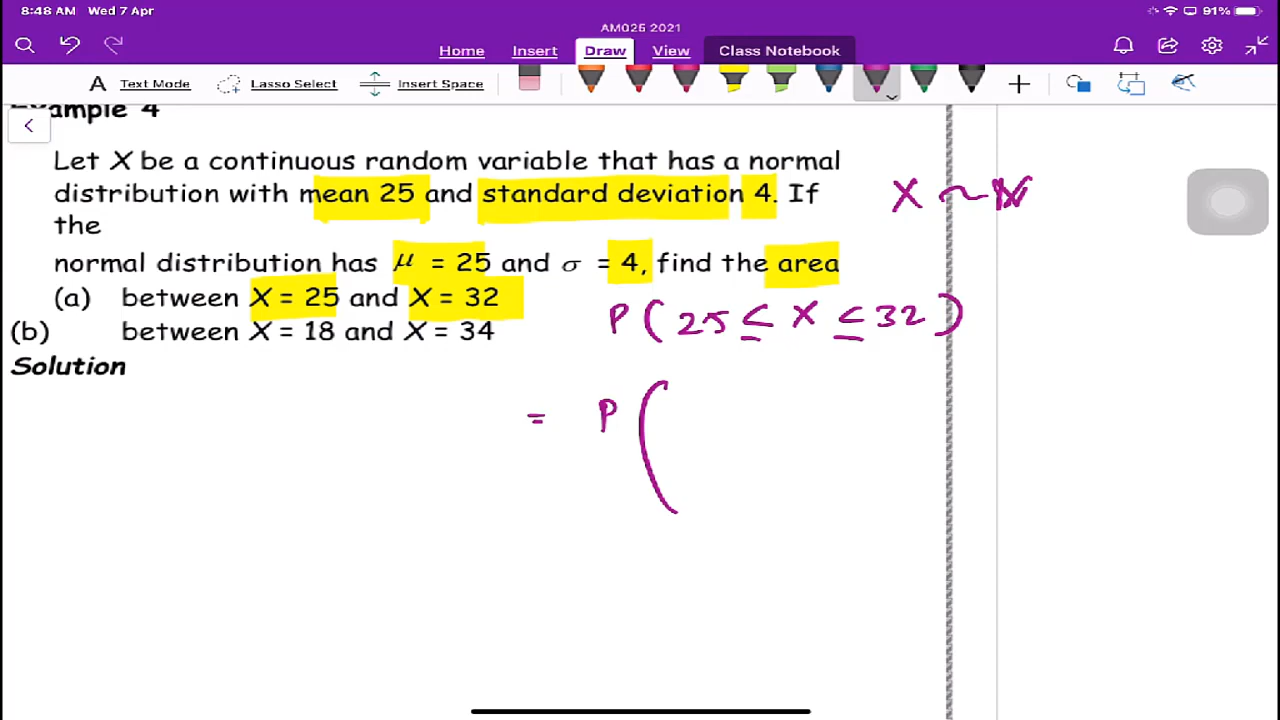 8:48 AM Wed 7 Apr
91%
AM025 2021
Home Insert Draw View Class Notebook
A Text Mode Lasso Select Insert Space
Example 4
Let X be a continuous random variable that has a normal
distribution with mean 25 and standard deviation 4. If
the
X ~ N
normal distribution has μ = 25 and σ = 4, find the area
(a) between X = 25 and X = 32
P ( 25 ≤ X ≤ 32 )
(b) between X = 18 and X = 34
Solution
= P (